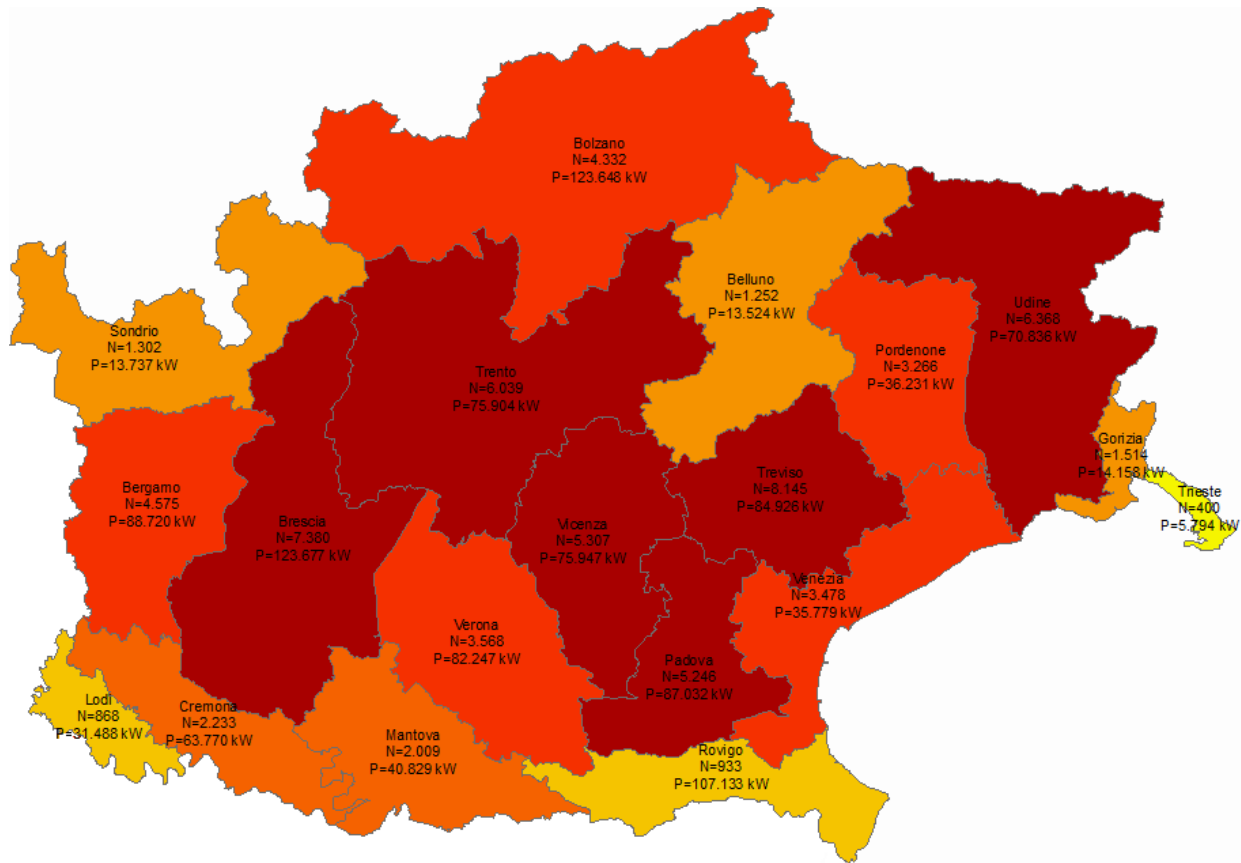 Bolzano
N=4.332
P=123.648 kW
Belluno
N=1.252
P=13.524 kW
Udine
N=6.368
P=70.836 kW
Sondrio
N=1.302
P=13.737 kW
Pordenone
N=3.266
P=36.231 kW
Trento
N=6.039
P=75.904 kW
Gorizia
N=1.514
P=14.158 kW
Treviso
N=8.145
P=84.926 kW
Trieste
N=400
P=5.794 kW
Bergamo
N=4.575
P=88.720 kW
Brescia
N=7.380
P=123.677 kW
Vicenza
N=5.307
P=75.947 kW
Venezia
N=3.478
P=35.779 kW
Verona
N=3.568
P=82.247 kW
Padova
N=5.246
P=87.032 kW
Lodi
N=868
P=31.488 kW
Cremona
N=2.233
P=63.770 kW
Mantova
N=2.009
P=40.829 kW
Rovigo
N=933
P=107.133 kW